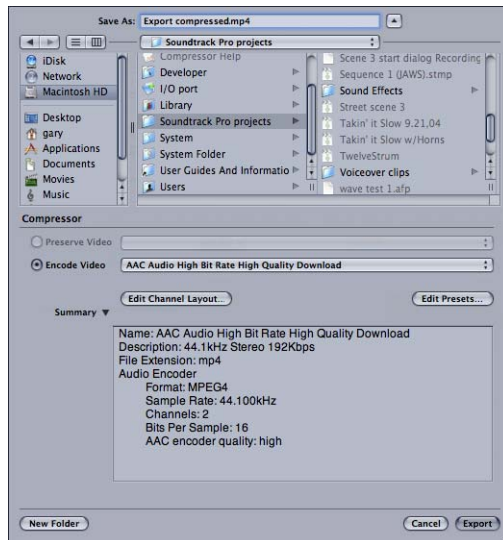 Save As: Export compressed.mp4
Soundtrack Pro projects
iDisk
Network
Macintosh HD
Desktop
gary
Applications
Documents
Movies
Music
Compressor Help
Developer
I/O port
Library
Soundtrack Pro projects
System
System Folder
User Guides And Informatio
Users
Scene 3 start dialog Recording
Sequence 1 (JAWS).stmp
Sound Effects
Street scene 3
Takin' it Slow 9.21.04
Takin' it Slow w/Horns
TwelveStrum
Voiceover clips
wave test 1.afp
Compressor
Preserve Video
Encode Video AAC Audio High Bit Rate High Quality Download
Edit Channel Layout... Edit Presets...
Summary
Name: AAC Audio High Bit Rate High Quality Download
Description: 44.1kHz Stereo 192Kbps
File Extension: mp4
Audio Encoder
Format: MPEG4
Sample Rate: 44.100kHz
Channels: 2
Bits Per Sample: 16
AAC encoder quality: high
New Folder Cancel Export